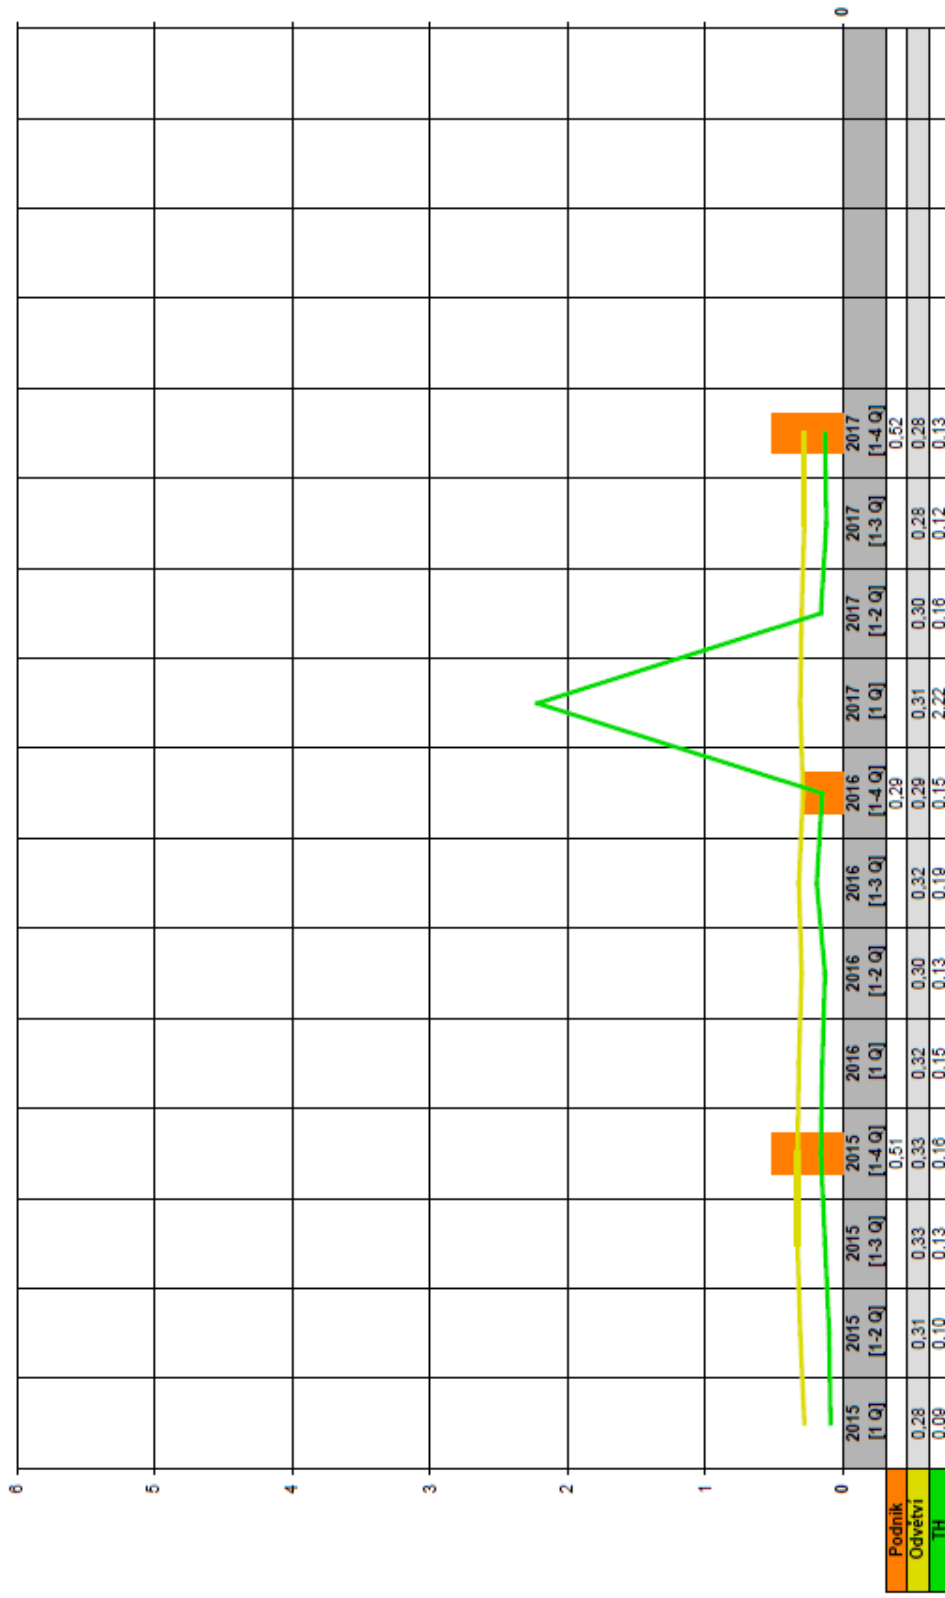 6
5
4
3
2
1
0
0
2015 2015 2015 2015 2016 2016 2016 2016 2017 2017 2017 2017
[1 Q] [1-2 Q] [1-3 Q] [1-4 Q] [1 Q] [1-2 Q] [1-3 Q] [1-4 Q] [1 Q] [1-2 Q] [1-3 Q] [1-4 Q]
Podnik 0,51 0,29 0,52
Odvětví 0,28 0,31 0,33 0,33 0,32 0,30 0,32 0,29 0,31 0,30 0,28 0,28
TH 0,09 0,10 0,13 0,16 0,15 0,13 0,19 0,15 2,22 0,16 0,12 0,13